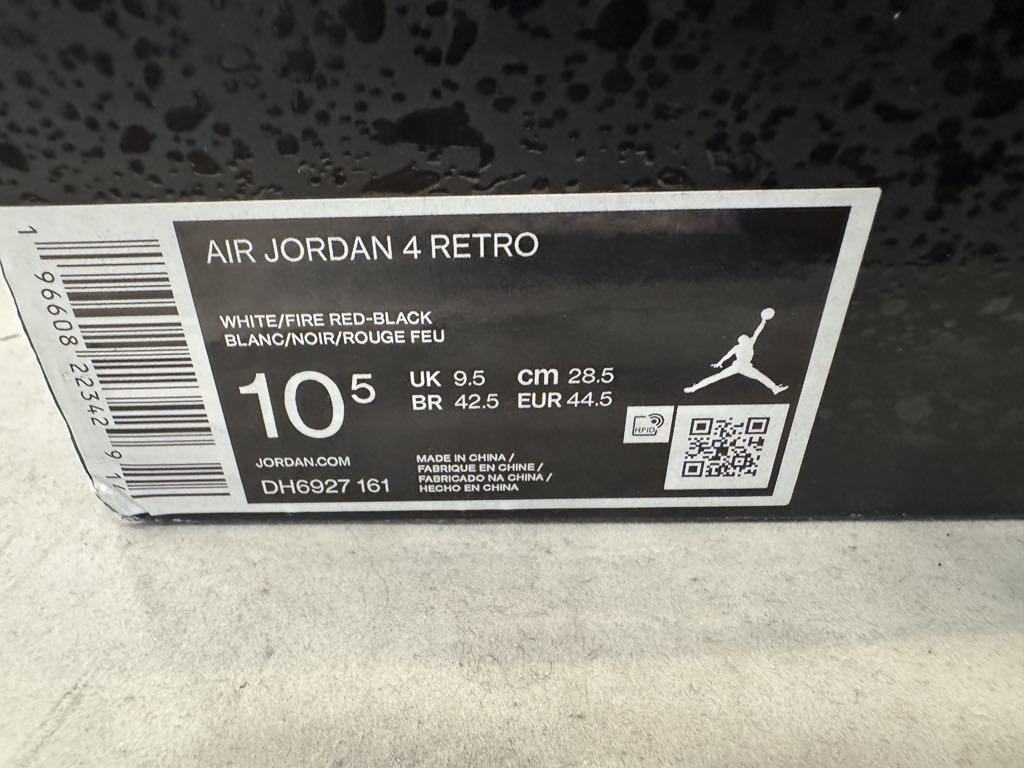 AIR JORDAN 4 RETRO
WHITE/FIRE RED-BLACK
BLANC/NOIR/ROUGE FEU
10 5
UK 9.5 cm 28.5
BR 42.5 EUR 44.5
RFID
JORDAN.COM
DH6927 161
MADE IN CHINA /
FABRIQUE EN CHINE /
FABRICADO NA CHINA /
HECHO EN CHINA
1 96608 22342 9